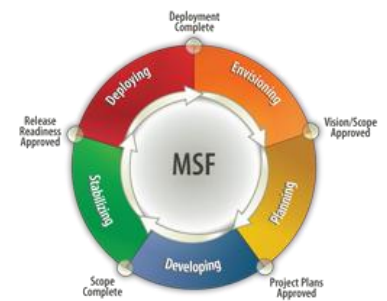 Deployment
Complete
Deploying
Envisioning
Release
Readiness
Approved
Vision/Scope
Approved
MSF
Stabilizing
Planning
Developing
Scope
Complete
Project Plans
Approved